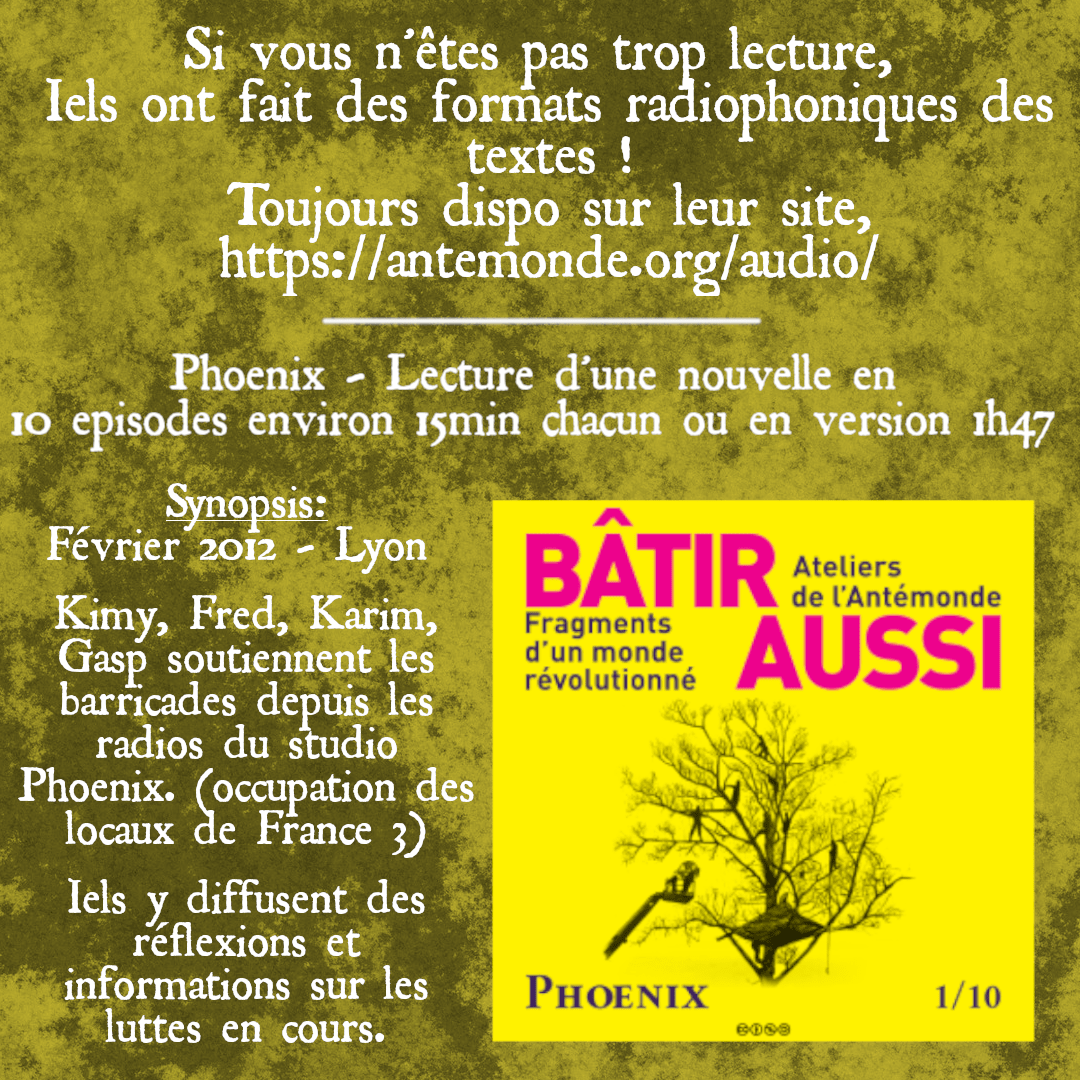 Si vous n'êtes pas trop lecture,
Iels ont fait des formats radiophoniques des
textes !
Toujours dispo sur leur site,
https://antemonde.org/audio/
Phoenix - Lecture d'une nouvelle en
10 episodes environ 15min chacun ou en version 1h47
Synopsis:
Février 2012 - Lyon
Kimy, Fred, Karim,
Gasp soutiennent les
barricades depuis les
radios du studio
Phoenix. (occupation des
locaux de France 3)
Iels y diffusent des
réflexions et
informations sur les
luttes en cours.
BÂTIR
Ateliers
de l'Antémonde
Fragments
d'un monde
révolutionné
AUSSI
PHOENIX
1/10